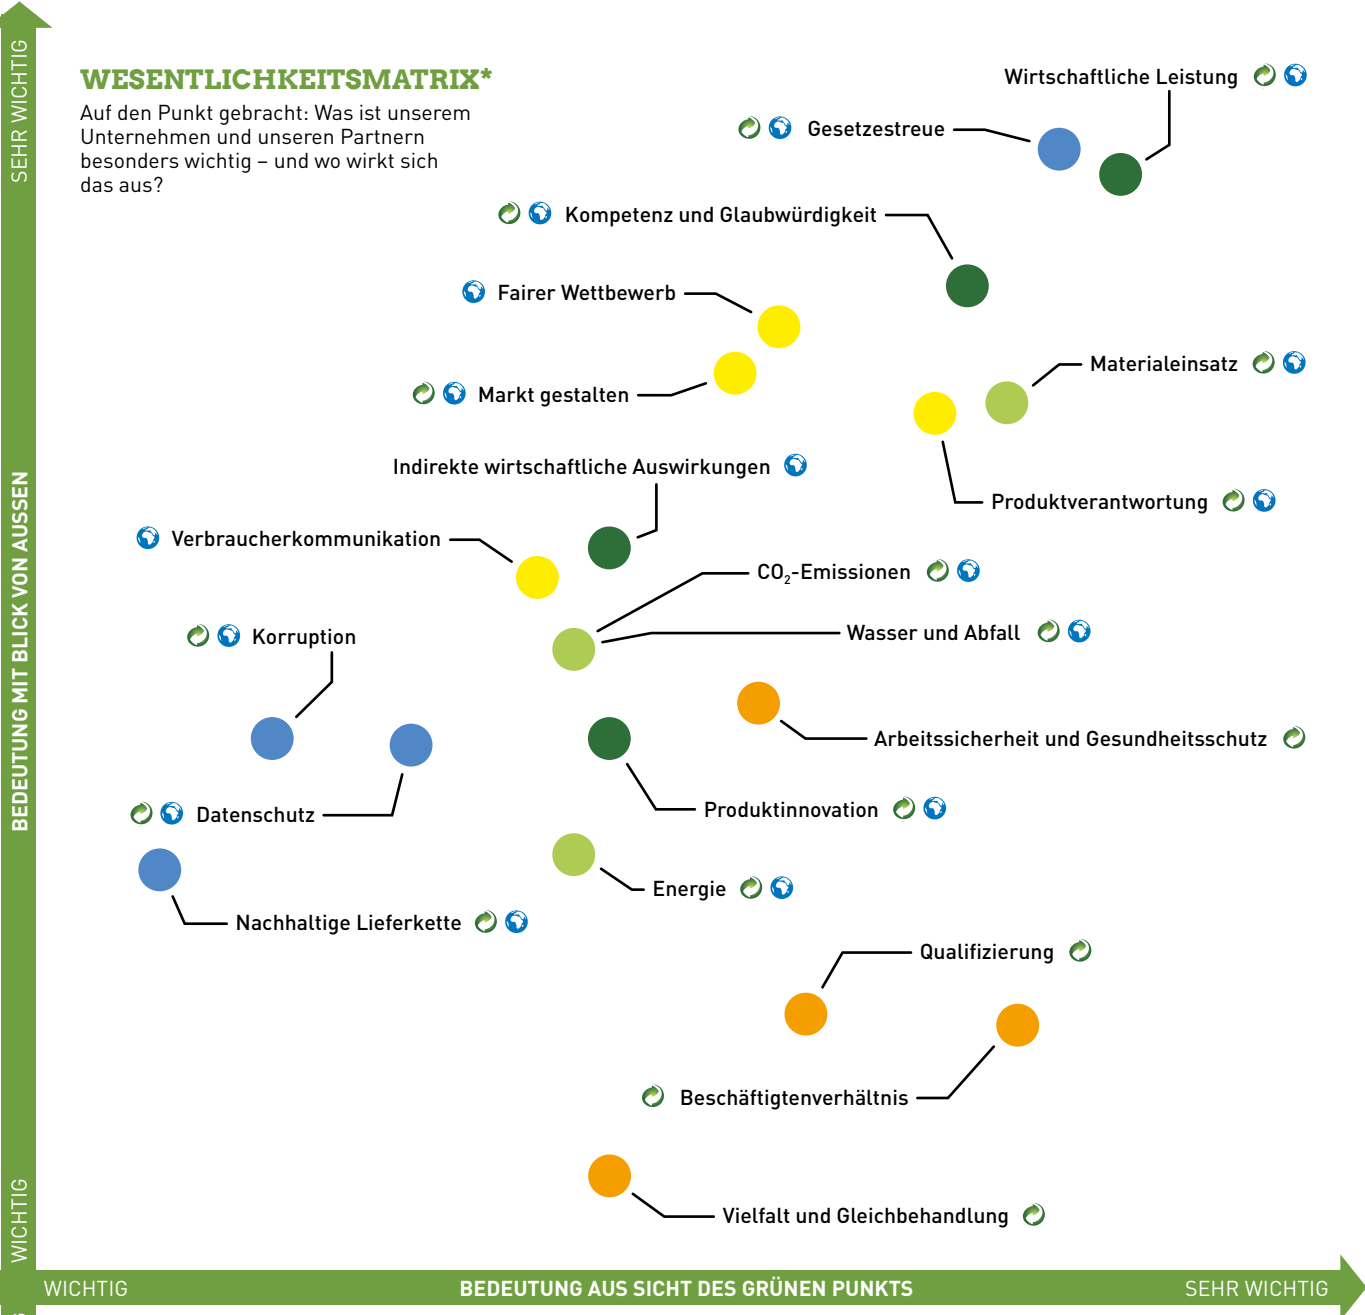 WESENTLICHKEITSMATRIX*
Auf den Punkt gebracht: Was ist unserem
Unternehmen und unseren Partnern
besonders wichtig – und wo wirkt sich
das aus?
Wirtschaftliche Leistung
Gesetzestreue
Kompetenz und Glaubwürdigkeit
Fairer Wettbewerb
Materialeinsatz
Markt gestalten
Indirekte wirtschaftliche Auswirkungen
Produktverantwortung
Verbraucherkommunikation
CO₂-Emissionen
Wasser und Abfall
Korruption
Arbeitssicherheit und Gesundheitsschutz
Produktinnovation
Datenschutz
Energie
Nachhaltige Lieferkette
Qualifizierung
Beschäftigtenverhältnis
Vielfalt und Gleichbehandlung
SEHR WICHTIG
BEDEUTUNG MIT BLICK VON AUSSEN
WICHTIG
WICHTIG
BEDEUTUNG AUS SICHT DES GRÜNEN PUNKTS
SEHR WICHTIG